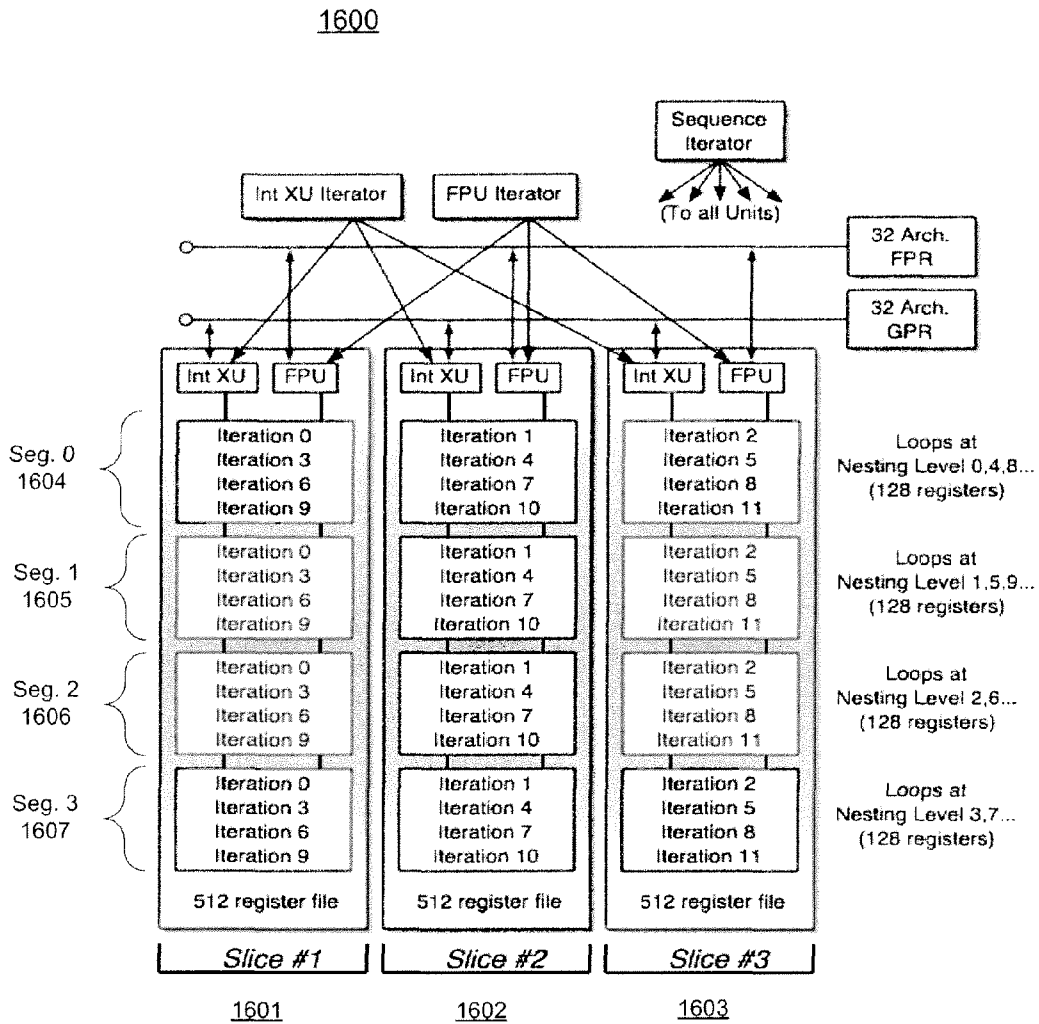 1600
Sequence
Iterator
Int XU Iterator
FPU Iterator
(To all Units)
32 Arch.
FPR
32 Arch.
GPR
Int XU
FPU
Int XU
FPU
Int XU
FPU
Seg. 0
1604
Iteration 0
Iteration 3
Iteration 6
Iteration 9
Iteration 1
Iteration 4
Iteration 7
Iteration 10
Iteration 2
Iteration 5
Iteration 8
Iteration 11
Loops at
Nesting Level 0,4,8...
(128 registers)
Seg. 1
1605
Iteration 0
Iteration 3
Iteration 6
Iteration 9
Iteration 1
Iteration 4
Iteration 7
Iteration 10
Iteration 2
Iteration 5
Iteration 8
Iteration 11
Loops at
Nesting Level 1,5,9...
(128 registers)
Seg. 2
1606
Iteration 0
Iteration 3
Iteration 6
Iteration 9
Iteration 1
Iteration 4
Iteration 7
Iteration 10
Iteration 2
Iteration 5
Iteration 8
Iteration 11
Loops at
Nesting Level 2,6...
(128 registers)
Seg. 3
1607
Iteration 0
Iteration 3
Iteration 6
Iteration 9
Iteration 1
Iteration 4
Iteration 7
Iteration 10
Iteration 2
Iteration 5
Iteration 8
Iteration 11
Loops at
Nesting Level 3,7...
(128 registers)
512 register file
512 register file
512 register file
Slice #1
Slice #2
Slice #3
1601
1602
1603